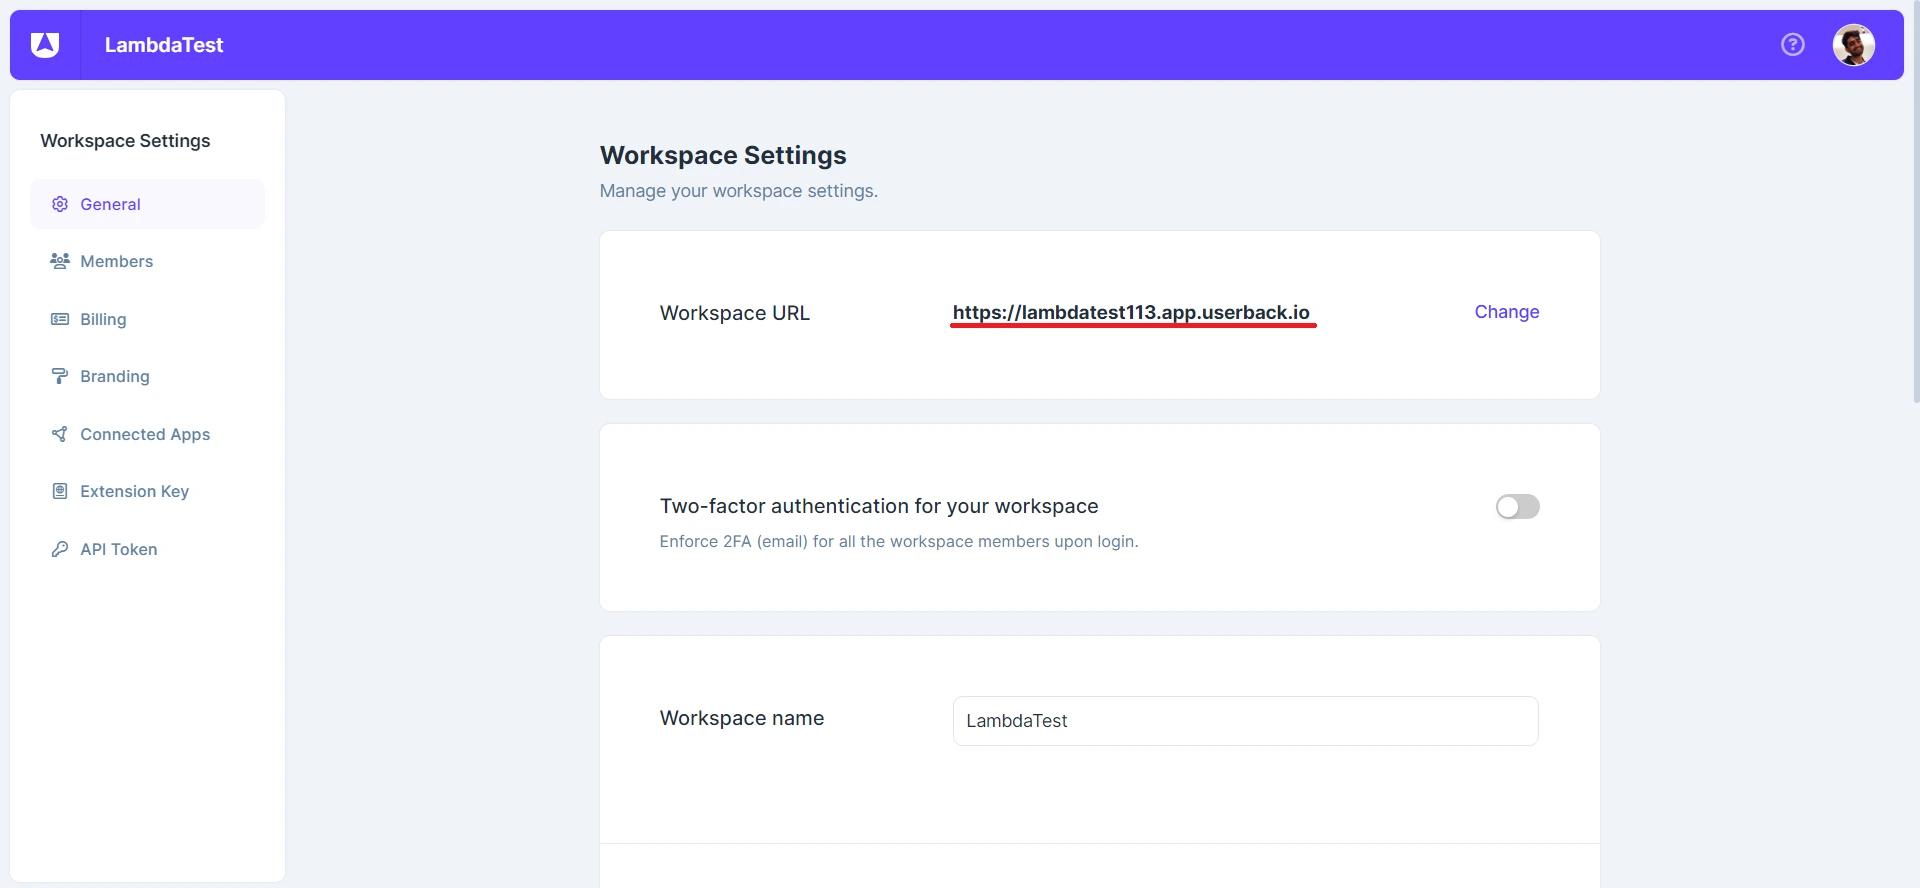 LambdaTest
?
Workspace Settings
General
Members
Billing
Branding
Connected Apps
Extension Key
API Token
Workspace Settings
Manage your workspace settings.
Workspace URL https://lambdatest113.app.userback.io Change
Two-factor authentication for your workspace
Enforce 2FA (email) for all the workspace members upon login.
Workspace name LambdaTest